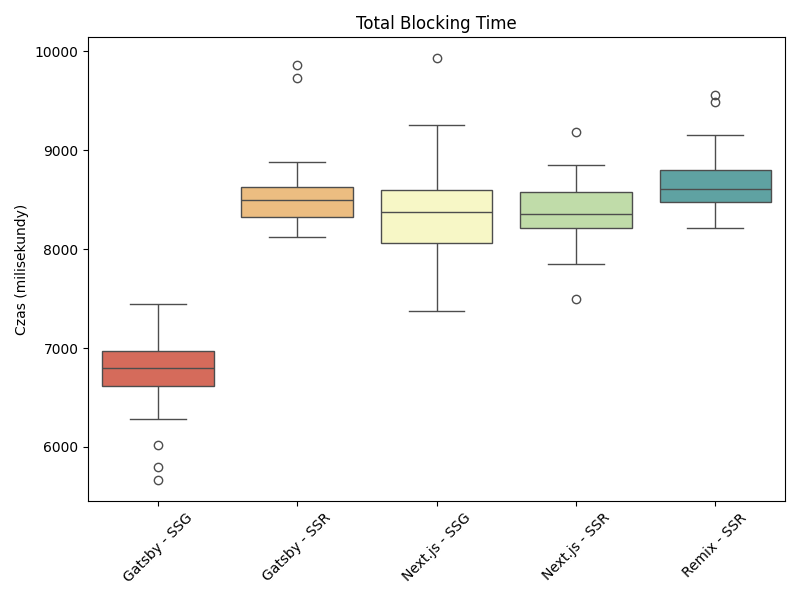 Total Blocking Time
Czas (milisekundy)
10000
9000
8000
7000
6000
Gatsby - SSG
Gatsby - SSR
Next.js - SSG
Next.js - SSR
Remix - SSR